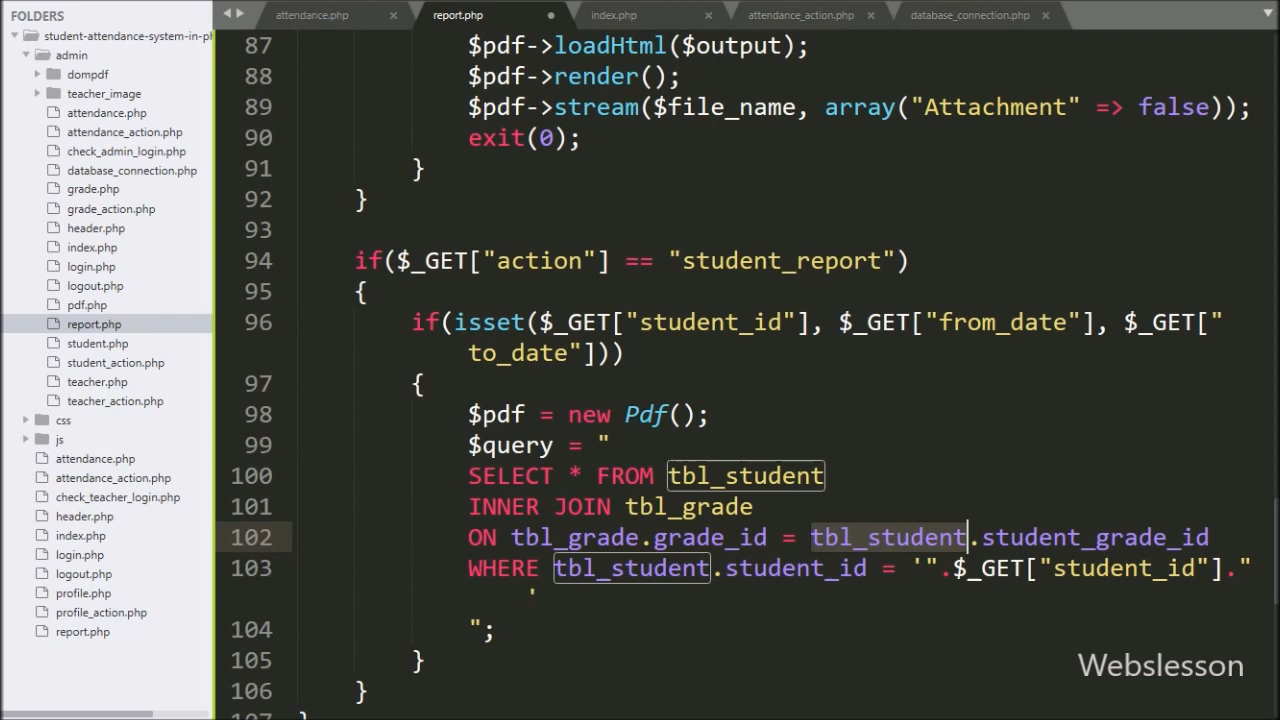 FOLDERS
student-attendance-system-in-ph
admin
dompdf
teacher_image
attendance.php
attendance_action.php
check_admin_login.php
database_connection.php
grade.php
grade_action.php
header.php
index.php
login.php
logout.php
pdf.php
report.php
student.php
student_action.php
teacher.php
teacher_action.php
css
js
attendance.php
attendance_action.php
check_teacher_login.php
header.php
index.php
login.php
logout.php
profile.php
profile_action.php
report.php
attendance.php report.php index.php attendance_action.php database_connection.php
87 $pdf->loadHtml($output);
88 $pdf->render();
89 $pdf->stream($file_name, array("Attachment" => false));
90 exit(0);
91 }
92 }
93
94 if($_GET["action"] == "student_report")
95 {
96 if(isset($_GET["student_id"], $_GET["from_date"], $_GET["
to_date"]))
97 {
98 $pdf = new Pdf();
99 $query = "
100 SELECT * FROM tbl_student
101 INNER JOIN tbl_grade
102 ON tbl_grade.grade_id = tbl_student.student_grade_id
103 WHERE tbl_student.student_id = '".$_GET["student_id"]."
'
104 ";
105 }
106 }
107 }
Webslesson